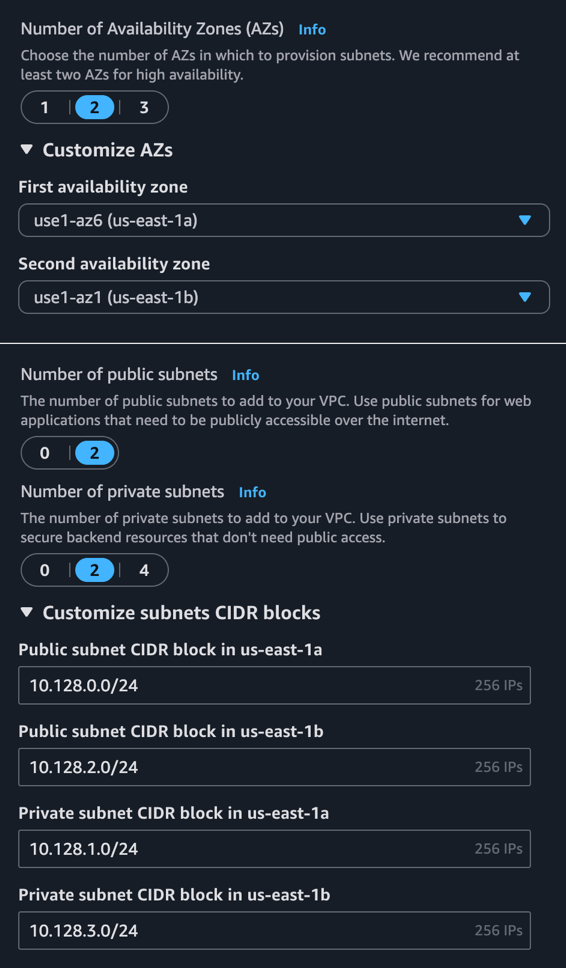 Number of Availability Zones (AZs) Info
Choose the number of AZs in which to provision subnets. We recommend at
least two AZs for high availability.
1 2 3
Customize AZs
First availability zone
use1-az6 (us-east-1a)
Second availability zone
use1-az1 (us-east-1b)
Number of public subnets Info
The number of public subnets to add to your VPC. Use public subnets for web
applications that need to be publicly accessible over the internet.
0 2
Number of private subnets Info
The number of private subnets to add to your VPC. Use private subnets to
secure backend resources that don't need public access.
0 2 4
Customize subnets CIDR blocks
Public subnet CIDR block in us-east-1a
10.128.0.0/24 256 IPs
Public subnet CIDR block in us-east-1b
10.128.2.0/24 256 IPs
Private subnet CIDR block in us-east-1a
10.128.1.0/24 256 IPs
Private subnet CIDR block in us-east-1b
10.128.3.0/24 256 IPs